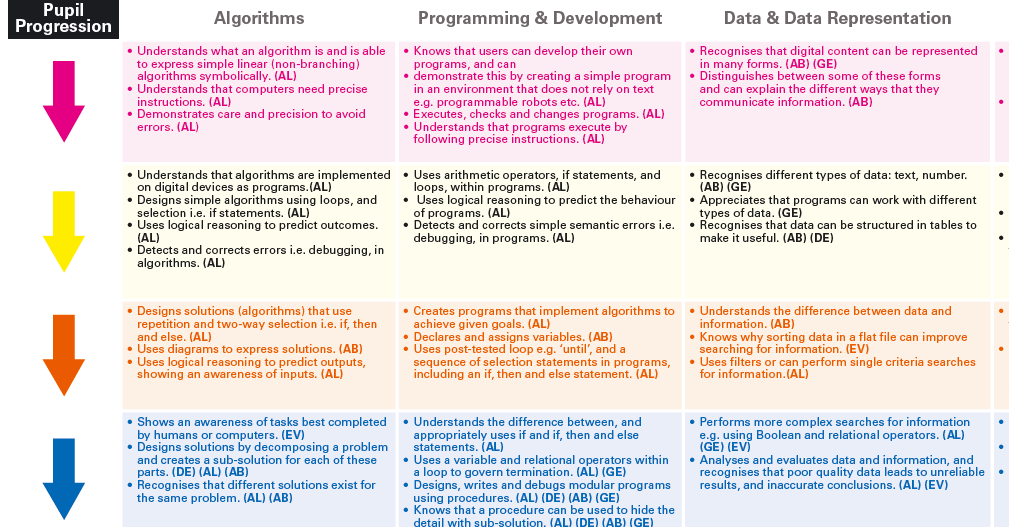 Pupil
Progression
Algorithms
Programming & Development
Data & Data Representation
• Understands what an algorithm is and is able
to express simple linear (non-branching)
algorithms symbolically. (AL)
• Understands that computers need precise
instructions. (AL)
• Demonstrates care and precision to avoid
errors. (AL)
• Knows that users can develop their own
programs, and can
• demonstrate this by creating a simple program
in an environment that does not rely on text
e.g. programmable robots etc. (AL)
• Executes, checks and changes programs. (AL)
• Understands that programs execute by
following precise instructions. (AL)
• Recognises that digital content can be represented
in many forms. (AB) (GE)
• Distinguishes between some of these forms
and can explain the different ways that they
communicate information. (AB)
• Understands that algorithms are implemented
on digital devices as programs.(AL)
• Designs simple algorithms using loops, and
selection i.e. if statements. (AL)
• Uses logical reasoning to predict outcomes.
(AL)
• Detects and corrects errors i.e. debugging, in
algorithms. (AL)
• Uses arithmetic operators, if statements, and
loops, within programs. (AL)
• Uses logical reasoning to predict the behaviour
of programs. (AL)
• Detects and corrects simple semantic errors i.e.
debugging, in programs. (AL)
• Recognises different types of data: text, number.
(AB) (GE)
• Appreciates that programs can work with different
types of data. (GE)
• Recognises that data can be structured in tables to
make it useful. (AB) (DE)
• Designs solutions (algorithms) that use
repetition and two-way selection i.e. if, then
and else. (AL)
• Uses diagrams to express solutions. (AB)
• Uses logical reasoning to predict outputs,
showing an awareness of inputs. (AL)
• Creates programs that implement algorithms to
achieve given goals. (AL)
• Declares and assigns variables. (AB)
• Uses post-tested loop e.g. ‘until’, and a
sequence of selection statements in programs,
including an if, then and else statement. (AL)
• Understands the difference between data and
information. (AB)
• Knows why sorting data in a flat file can improve
searching for information. (EV)
• Uses filters or can perform single criteria searches
for information.(AL)
• Shows an awareness of tasks best completed
by humans or computers. (EV)
• Designs solutions by decomposing a problem
and creates a sub-solution for each of these
parts. (DE) (AL) (AB)
• Recognises that different solutions exist for
the same problem. (AL) (AB)
• Understands the difference between, and
appropriately uses if and if, then and else
statements. (AL)
• Uses a variable and relational operators within
a loop to govern termination. (AL) (GE)
• Designs, writes and debugs modular programs
using procedures. (AL) (DE) (AB) (GE)
• Knows that a procedure can be used to hide the
detail with sub-solution. (AL) (DE) (AB) (GE)
• Performs more complex searches for information
e.g. using Boolean and relational operators. (AL)
(GE) (EV)
• Analyses and evaluates data and information, and
recognises that poor quality data leads to unreliable
results, and inaccurate conclusions. (AL) (EV)